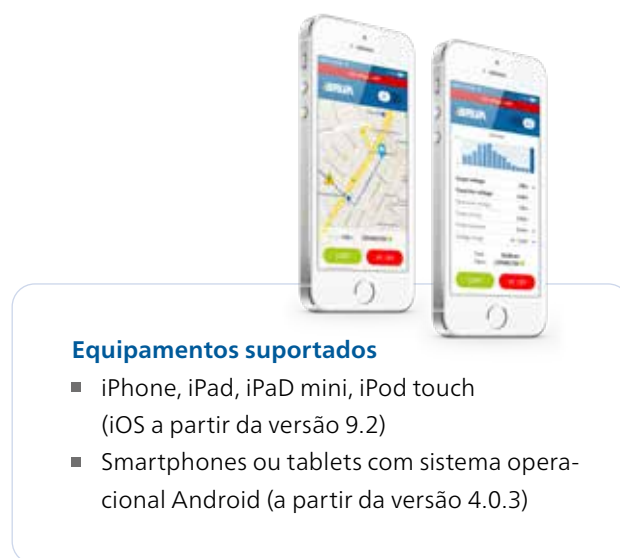 Equipamentos suportados
iPhone, iPad, iPaD mini, iPod touch
(iOS a partir da versão 9.2)
Smartphones ou tablets com sistema opera-
cional Android (a partir da versão 4.0.3)